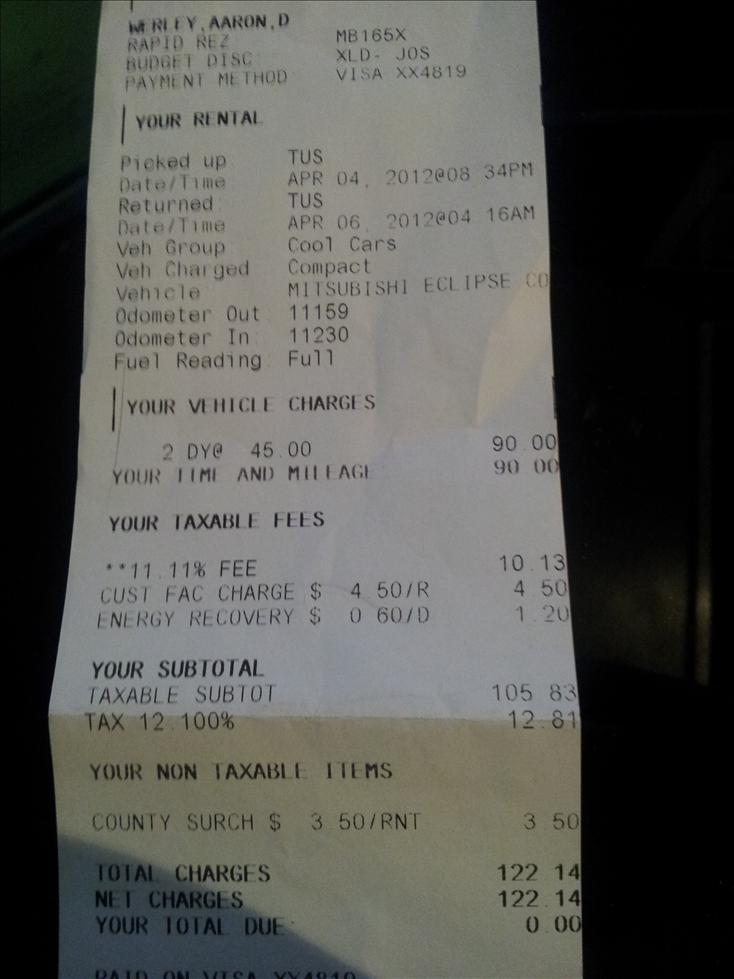 WERLEY,AARON,D
RAPID REZ MB165X
BUDGET DISC XLD- JOS
PAYMENT METHOD VISA XX4819
YOUR RENTAL
Picked up TUS
Date/Time APR 04, 2012@08 34PM
Returned: TUS
Date/Time APR 06, 2012@04 16AM
Veh Group Cool Cars
Veh Charged Compact
Vehicle MITSUBISHI ECLIPSE CO
Odometer Out: 11159
Odometer In: 11230
Fuel Reading: Full
YOUR VEHICLE CHARGES
2 DY@ 45.00 90.00
YOUR TIME AND MILEAGE 90 00
YOUR TAXABLE FEES
**11.11% FEE 10.13
CUST FAC CHARGE $ 4.50/R 4.50
ENERGY RECOVERY $ 0 60/D 1.20
YOUR SUBTOTAL
TAXABLE SUBTOT 105 83
TAX 12.100% 12.81
YOUR NON TAXABLE ITEMS
COUNTY SURCH $ 3 50/RNT 3 50
TOTAL CHARGES 122 14
NET CHARGES 122.14
YOUR TOTAL DUE: 0.00
PAID ON VISA XX4819